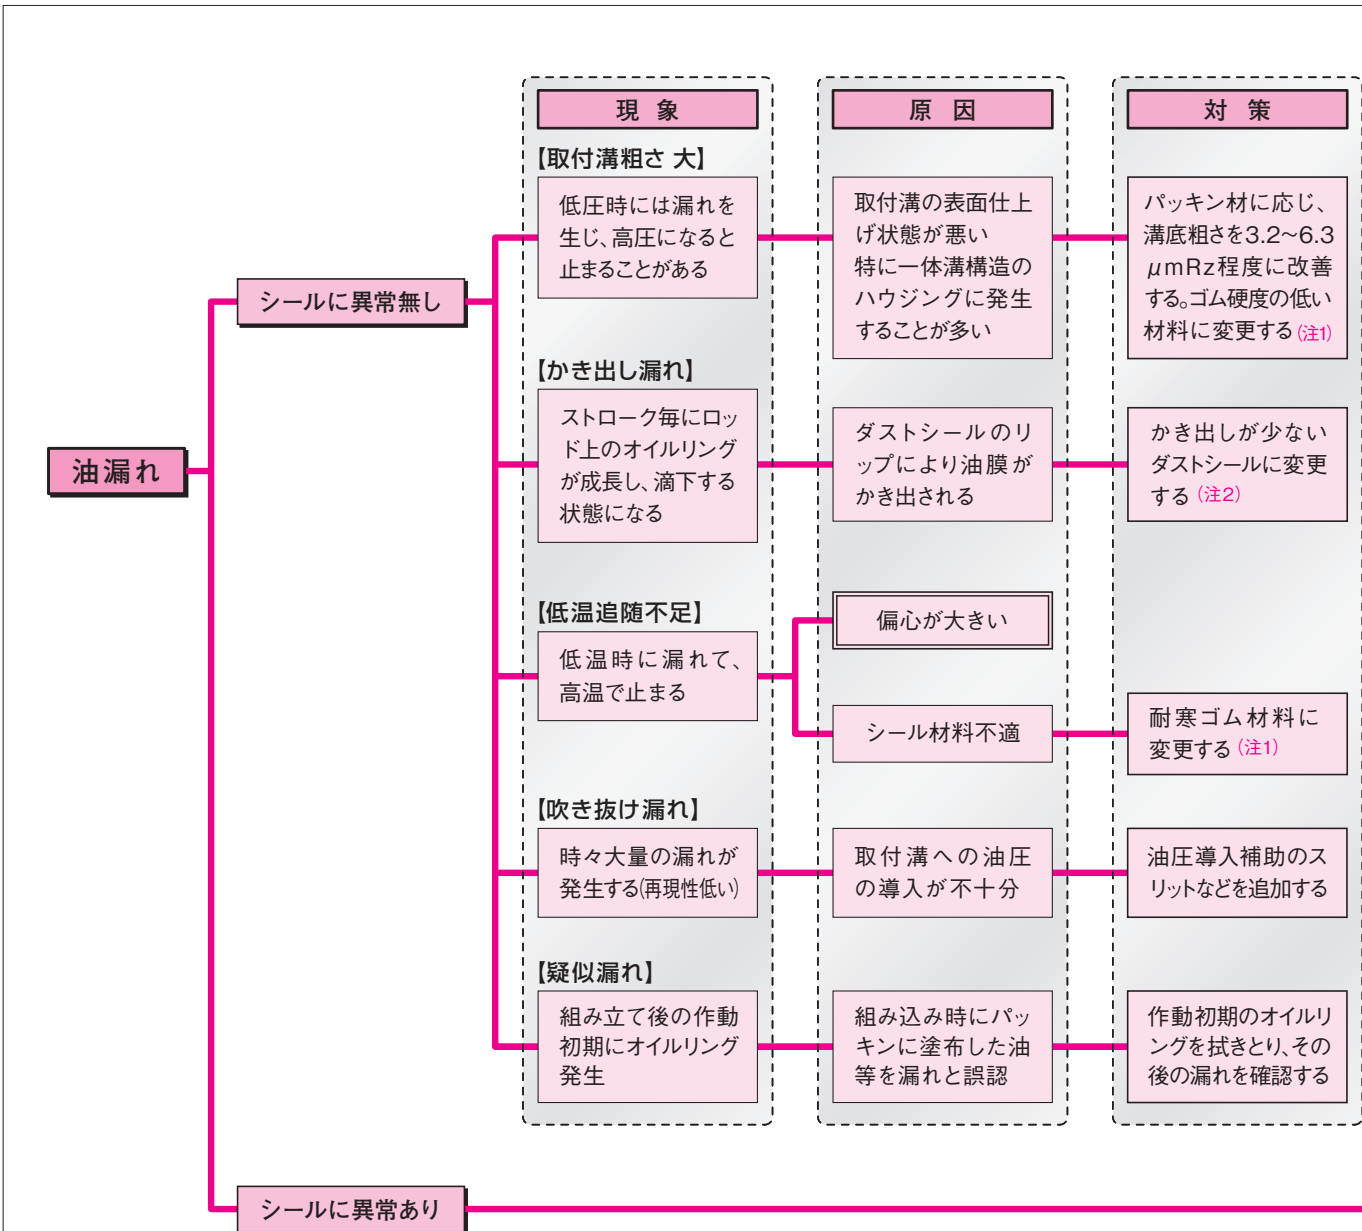 現 象
原 因
対 策
【取付溝粗さ 大】
低圧時には漏れを
生じ、高圧になると
止まることがある
取付溝の表面仕上
げ状態が悪い
特に一体溝構造の
ハウジングに発生
することが多い
パッキン材に応じ、
溝底粗さを3.2~6.3
μmRz程度に改善
する。ゴム硬度の低い
材料に変更する(注1)
シールに異常無し
【かき出し漏れ】
ストローク毎にロッ
ド上のオイルリング
が成長し、滴下する
状態になる
ダストシールのリ
ップにより油膜が
かき出される
かき出しが少ない
ダストシールに変更
する(注2)
油漏れ
【低温追随不足】
低温時に漏れて、
高温で止まる
偏心が大きい
シール材料不適
耐寒ゴム材料に
変更する(注1)
【吹き抜け漏れ】
時々大量の漏れが
発生する(再現性低い)
取付溝への油圧
の導入が不十分
油圧導入補助のス
リットなどを追加する
【疑似漏れ】
組み立て後の作動
初期にオイルリング
発生
組み込み時にパッ
キンに塗布した油
等を漏れと誤認
作動初期のオイルリ
ングを拭きとり、その
後の漏れを確認する
シールに異常あり